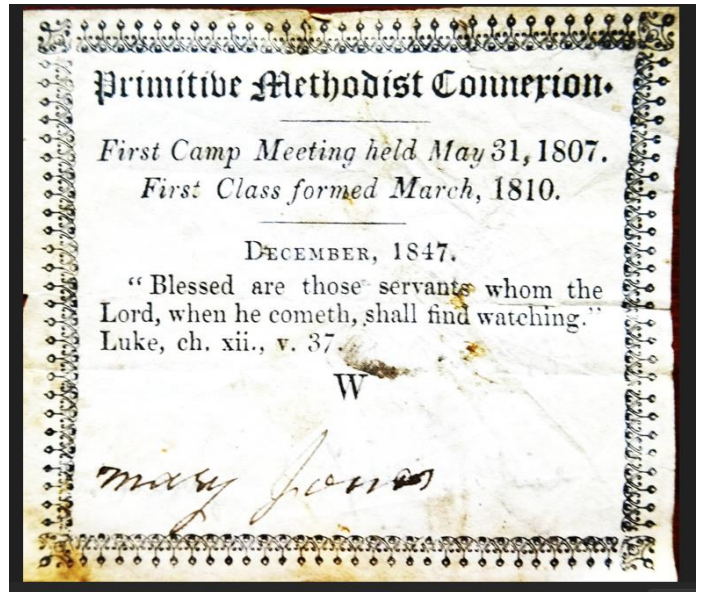 Primitive Methodist Connexion.
First Camp Meeting held May 31, 1807.
First Class formed March, 1810.
DECEMBER, 1847.
“Blessed are those servants whom the
Lord, when he cometh, shall find watching.”
Luke, ch. xii., v. 37.
W
mary Jones